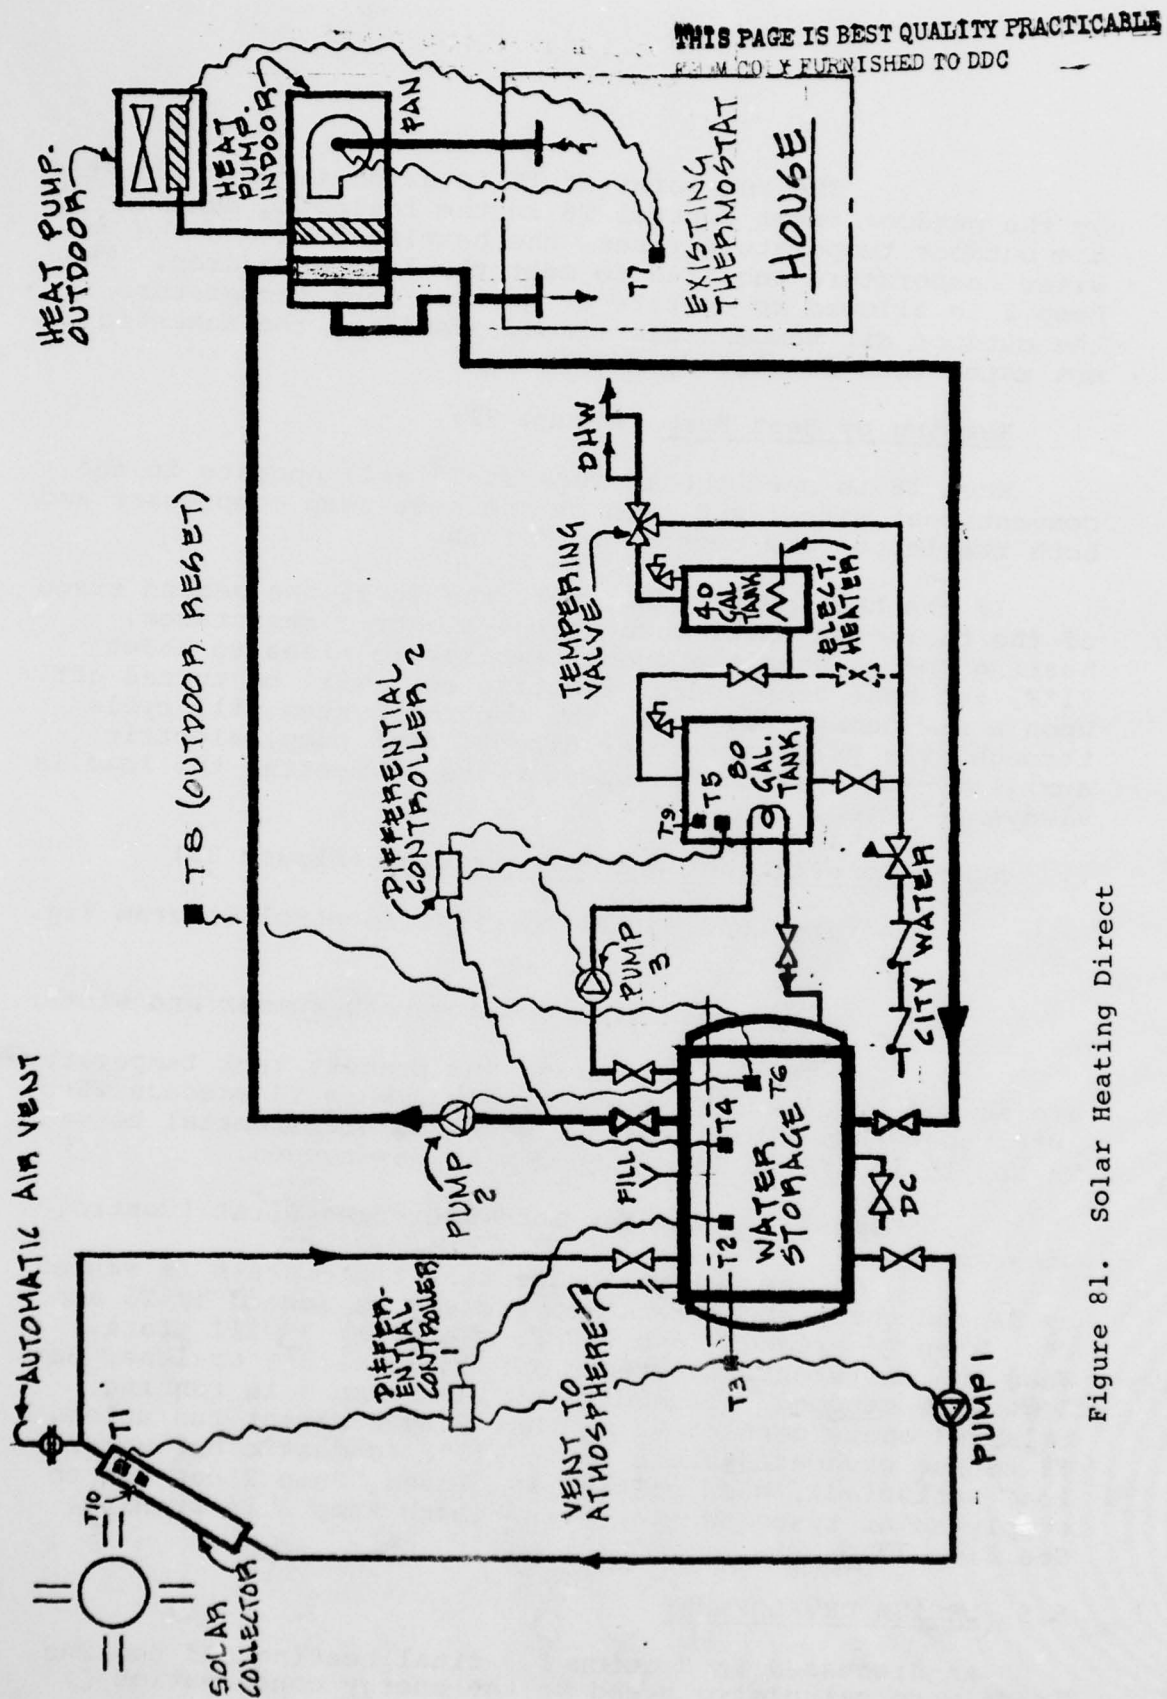 THIS PAGE IS BEST QUALITY PRACTICABLE
FROM COPY FURNISHED TO DDC
AUTOMATIC AIR VENT
T10
T1
SOLAR
COLLECTOR
T8 (OUTDOOR RESET)
HEAT PUMP.
OUTDOOR
HEAT
PUMP.
INDOOR
FAN
DIFFER-
ENTIAL
CONTROLLER
1
PUMP
2
DIFFERENTIAL
CONTROLLER 2
VENT TO
ATMOSPHERE
FILL
PUMP
3
TEMPERING
VALVE
DHW
T7
EXISTING
THERMOSTAT
HOUSE
T3
T2
T4
T6
WATER
STORAGE
T9
T5
80
GAL.
TANK
40
GAL
TANK
ELECT.
HEATER
DC
CITY WATER
PUMP 1
Figure 81. Solar Heating Direct